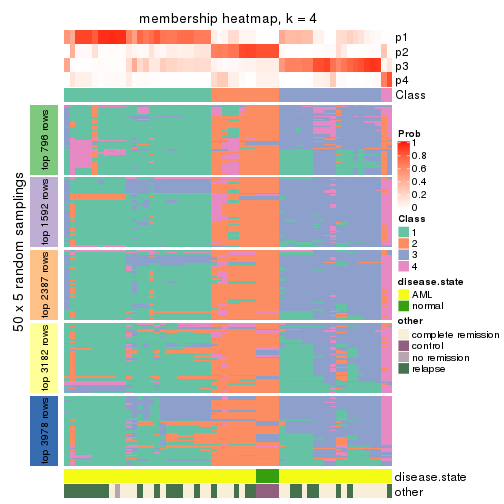 membership heatmap, k = 4
p1
p2
p3
p4
Class
50 x 5 random samplings
top 796 rows
top 1592 rows
top 2387 rows
top 3182 rows
top 3978 rows
disease.state
other
Prob
1
0.8
0.6
0.4
0.2
0
Class
1
2
3
4
disease.state
AML
normal
other
complete remission
control
no remission
relapse